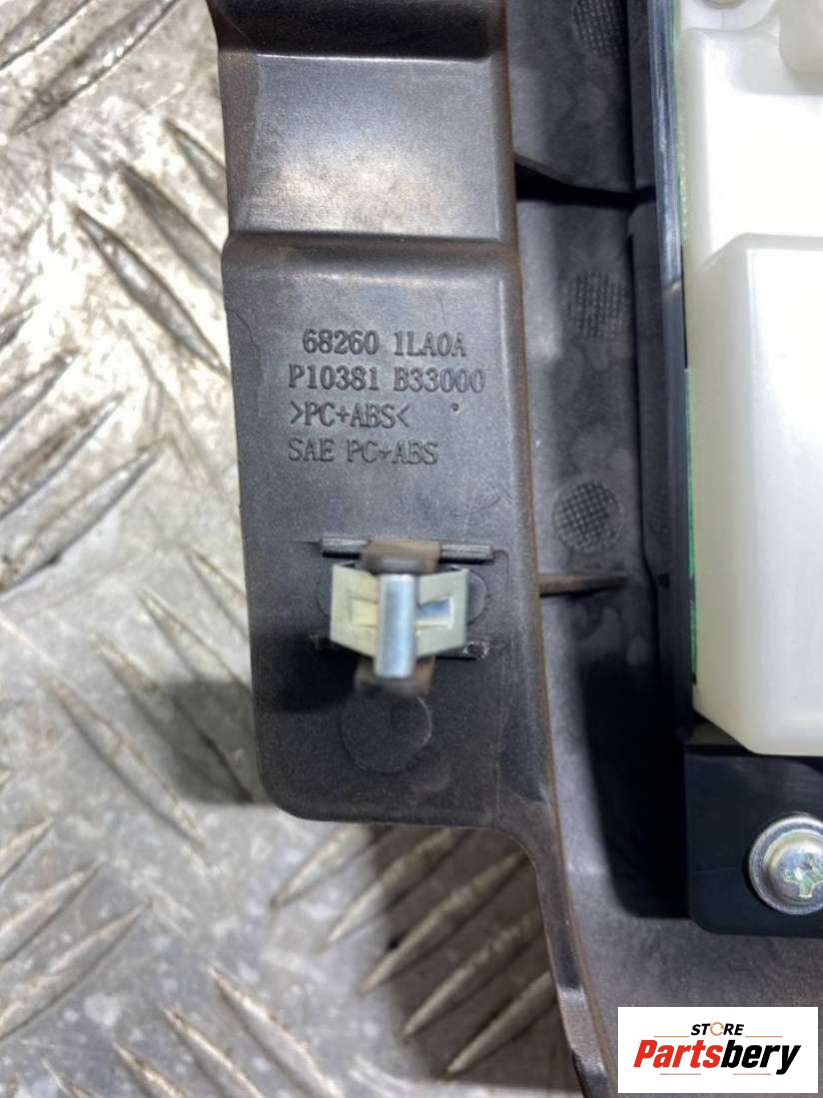 68260 1LA0A
P10381 B33000
>PC+ABS<
SAE PC+ABS
STORE
Partsbery